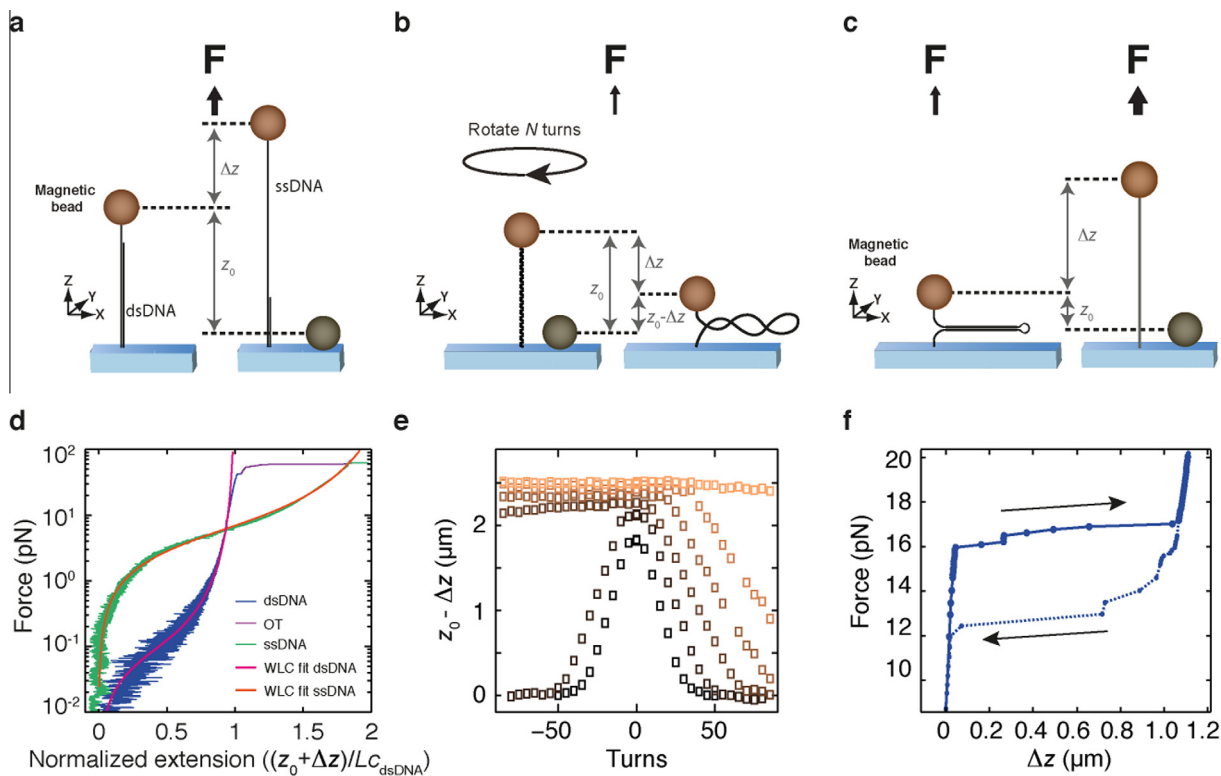 a
F
Δz
ssDNA
Magnetic
bead
z₀
Z
Y
X
dsDNA
b
F
Rotate N turns
Δz
z₀
z₀-Δz
Z
Y
X
c
F
F
Δz
Magnetic
bead
z₀
Z
Y
X
d
10²
10¹
10⁰
10⁻¹
10⁻²
Force (pN)
dsDNA
OT
ssDNA
WLC fit dsDNA
WLC fit ssDNA
0 0.5 1 1.5 2
Normalized extension ((z₀+Δz)/Lc_dsDNA)
e
2
1
0
z₀ - Δz (μm)
−50 0 50
Turns
f
20
18
16
14
12
10
Force (pN)
0 0.2 0.4 0.6 0.8 1.0 1.2
Δz (μm)